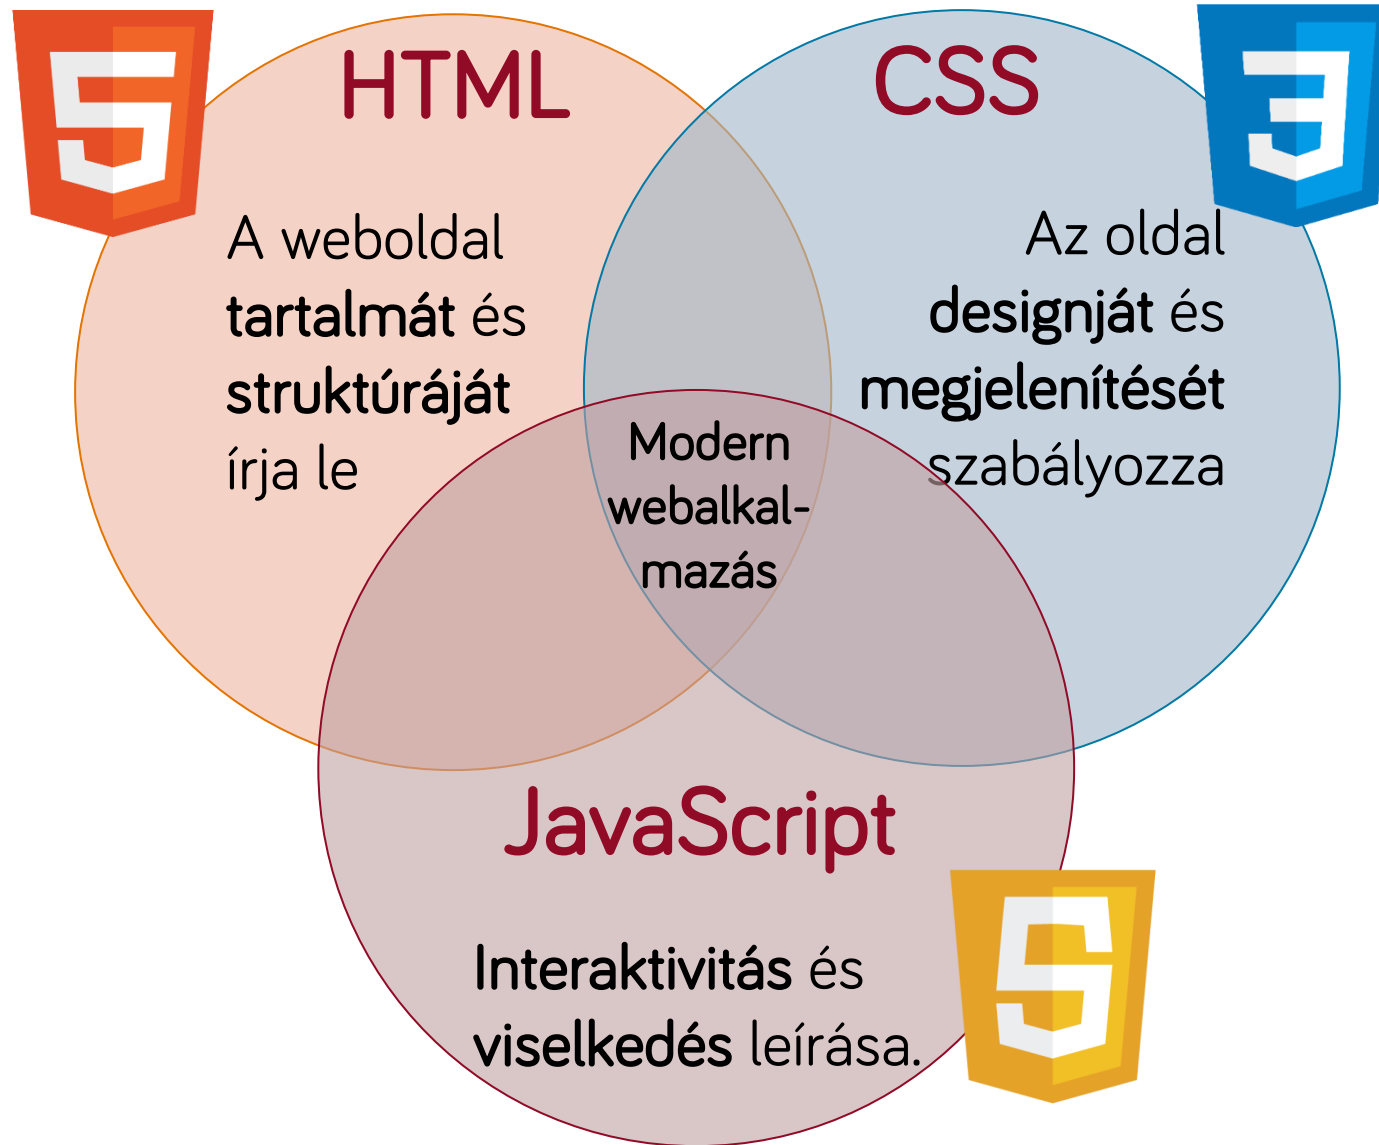 HTML
A weboldal
tartalmát és
struktúráját
írja le
CSS
Az oldal
designját és
megjelenítését
szabályozza
Modern
webalkal-
mazás
JavaScript
Interaktivitás és
viselkedés leírása.
5
3
5